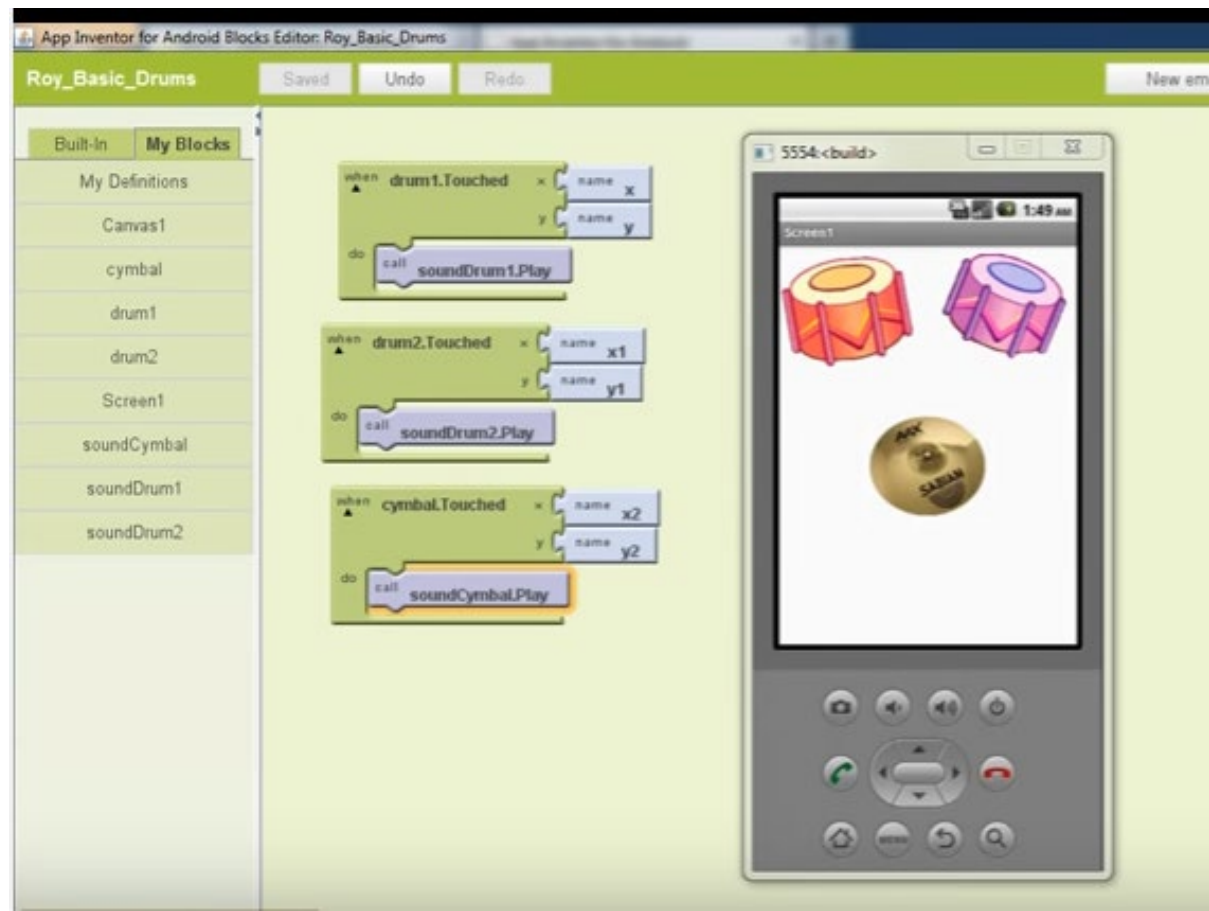 App Inventor for Android Blocks Editor: Roy_Basic_Drums
Roy_Basic_Drums
Saved
Undo
Redo
New em
Built-In
My Blocks
My Definitions
Canvas1
cymbal
drum1
drum2
Screen1
soundCymbal
soundDrum1
soundDrum2
when drum1.Touched x name x
y name y
do call soundDrum1.Play
when drum2.Touched x name x1
y name y1
do call soundDrum2.Play
when cymbal.Touched x name x2
y name y2
do call soundCymbal.Play
5554:<build>
1:49 AM
Screen1
AAX
SABIAN
MENU